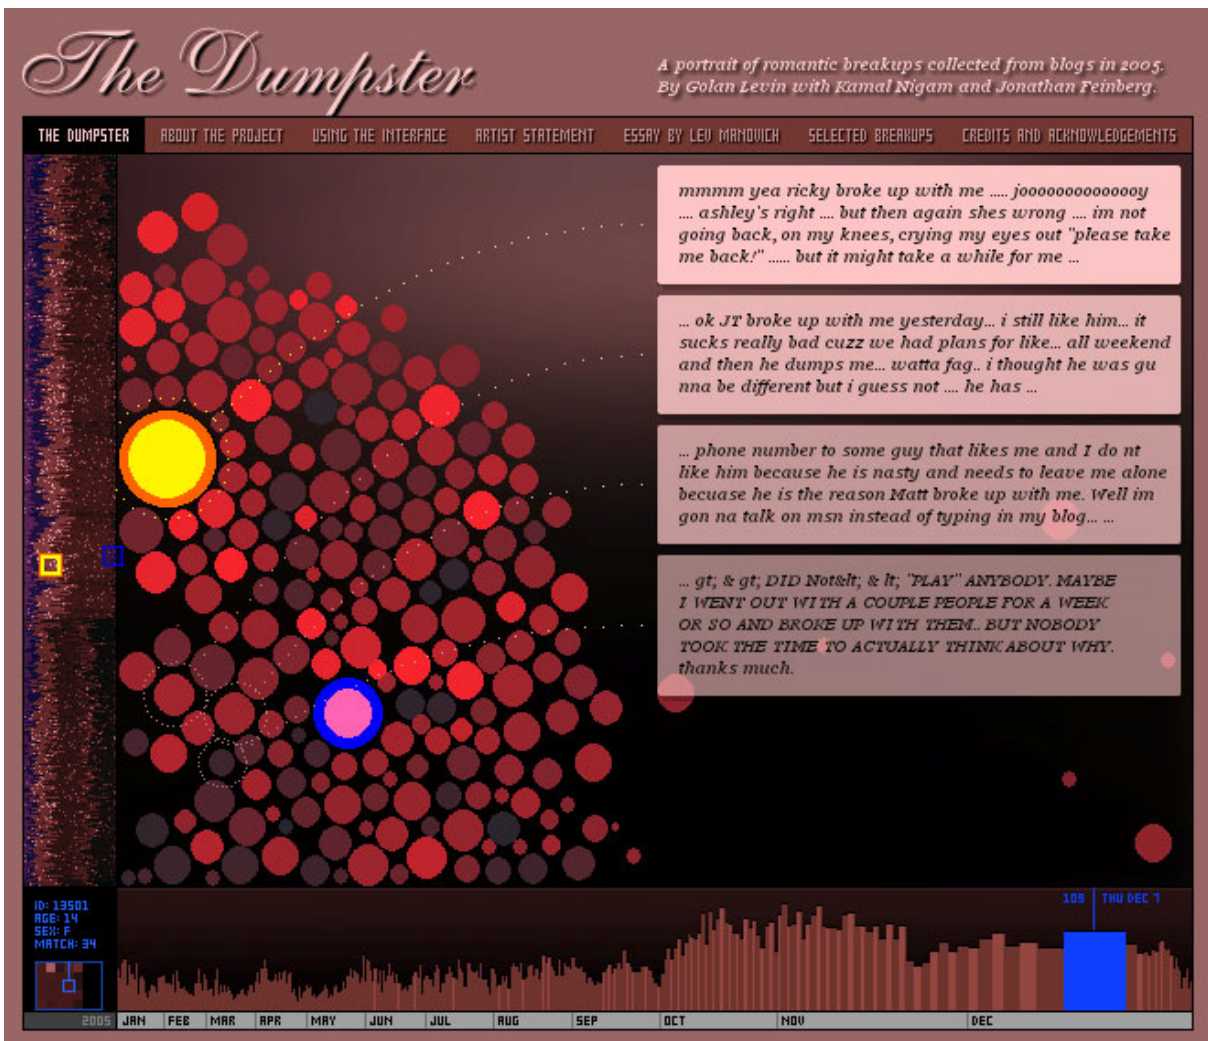 The Dumpster
A portrait of romantic breakups collected from blogs in 2005.
By Golan Levin with Kamal Nigam and Jonathan Feinberg.
THE DUMPSTER ABOUT THE PROJECT USING THE INTERFACE ARTIST STATEMENT ESSAY BY LEV MANOVICH SELECTED BREAKUPS CREDITS AND ACKNOWLEDGEMENTS
mmmm yea ricky broke up with me ..... joooooooooooooy
.... ashley's right .... but then again shes wrong .... im not
going back, on my knees, crying my eyes out "please take
me back!" ...... but it might take a while for me ...
... ok JT broke up with me yesterday... i still like him... it
sucks really bad cuzz we had plans for like... all weekend
and then he dumps me... watta fag.. i thought he was gu
nna be different but i guess not .... he has ...
... phone number to some guy that likes me and I do nt
like him because he is nasty and needs to leave me alone
becuase he is the reason Matt broke up with me. Well im
gon na talk on msn instead of typing in my blog... ...
... gt; & gt; DID Not&lt; & lt; "PLAY" ANYBODY. MAYBE
I WENT OUT WITH A COUPLE PEOPLE FOR A WEEK
OR SO AND BROKE UP WITH THEM.. BUT NOBODY
TOOK THE TIME TO ACTUALLY THINK ABOUT WHY.
thanks much.
ID: 13501
AGE: 14
SEX: F
MATCH: 34
109 THU DEC 7
2005 JAN FEB MAR APR MAY JUN JUL AUG SEP OCT NOV DEC